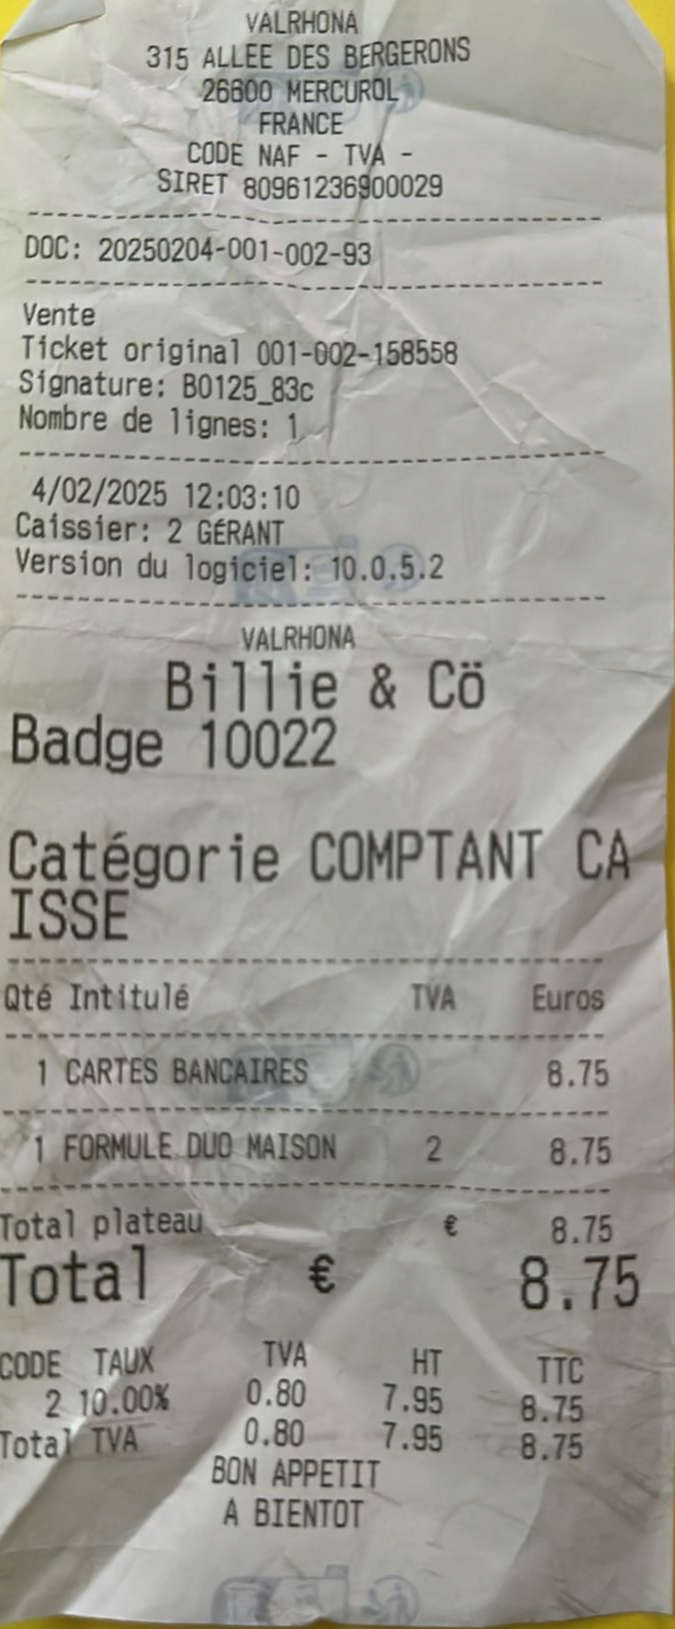 VALRHONA
315 ALLEE DES BERGERONS
26600 MERCUROL
FRANCE
CODE NAF - TVA -
SIRET 80961236900029
DOC: 20250204-001-002-93
Vente
Ticket original 001-002-158558
Signature: B0125_83c
Nombre de lignes: 1
4/02/2025 12:03:10
Caissier: 2 GÉRANT
Version du logiciel: 10.0.5.2
VALRHONA
Billie & Cö
Badge 10022
Catégorie COMPTANT CA
ISSE
Qté Intitulé TVA Euros
1 CARTES BANCAIRES 8.75
1 FORMULE DUO MAISON 2 8.75
Total plateau € 8.75
Total € 8.75
CODE TAUX TVA HT TTC
2 10.00% 0.80 7.95 8.75
Total TVA 0.80 7.95 8.75
BON APPETIT
A BIENTOT